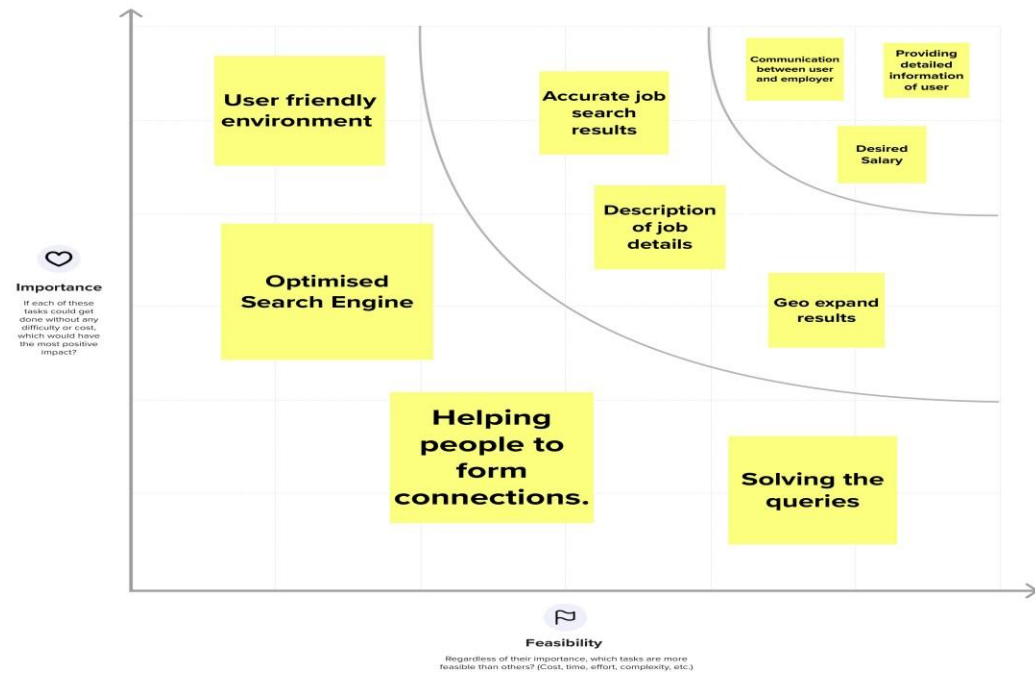 User friendly
environment
Accurate job
search
results
Communication
between user
and employer
Providing
detailed
information
of user
Desired
Salary
Description
of job
details
Optimised
Search Engine
Geo expand
results
Importance
If each of these
tasks could get
done without any
difficulty or cost,
which would have
the most positive
impact?
Helping
people to
form
connections.
Solving the
queries
Feasibility
Regardless of their importance, which tasks are more
feasible than others? (Cost, time, effort, complexity, etc.)